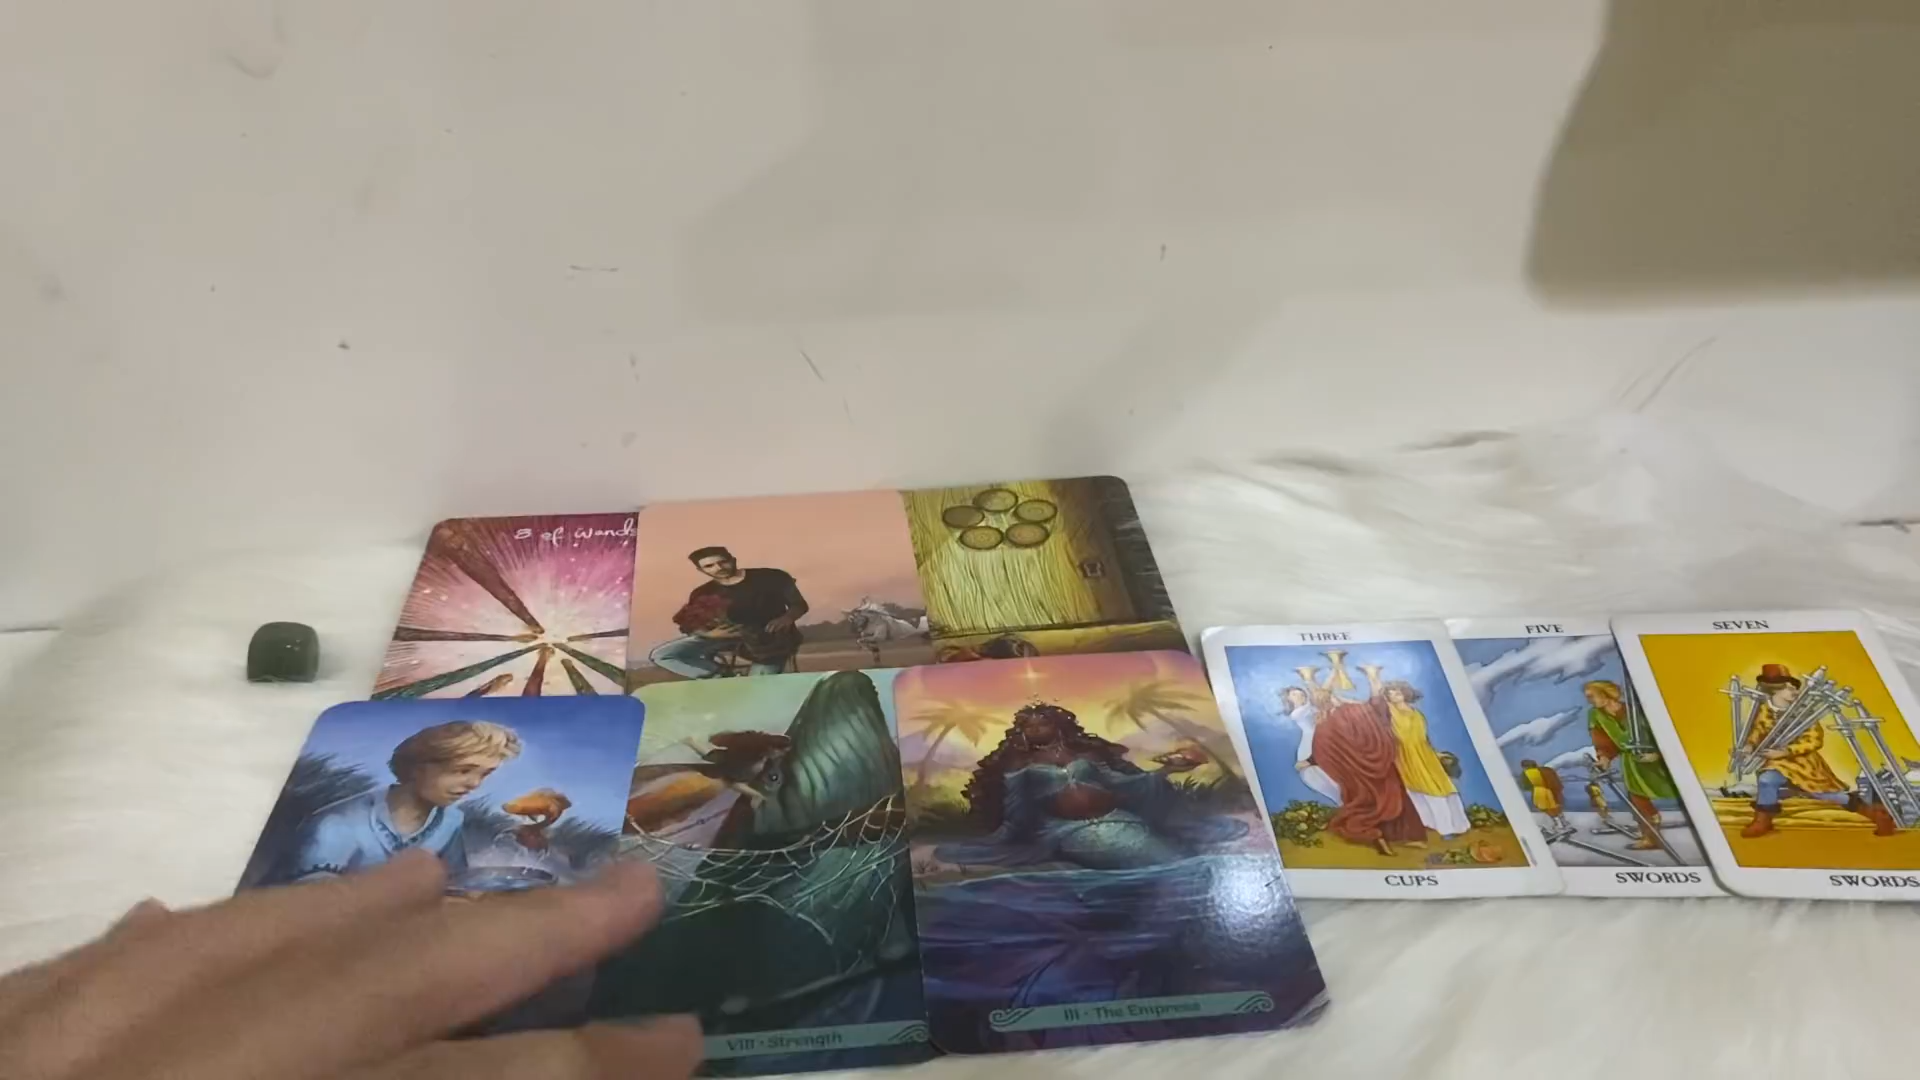 8 of Wands
THREE
CUPS
FIVE
SWORDS
SEVEN
SWORDS
VIII • Strength
III • The Empress